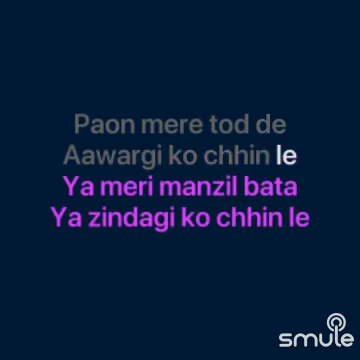 Paon mere tod de
Aawargi ko chhin le
Ya meri manzil bata
Ya zindagi ko chhin le
smule